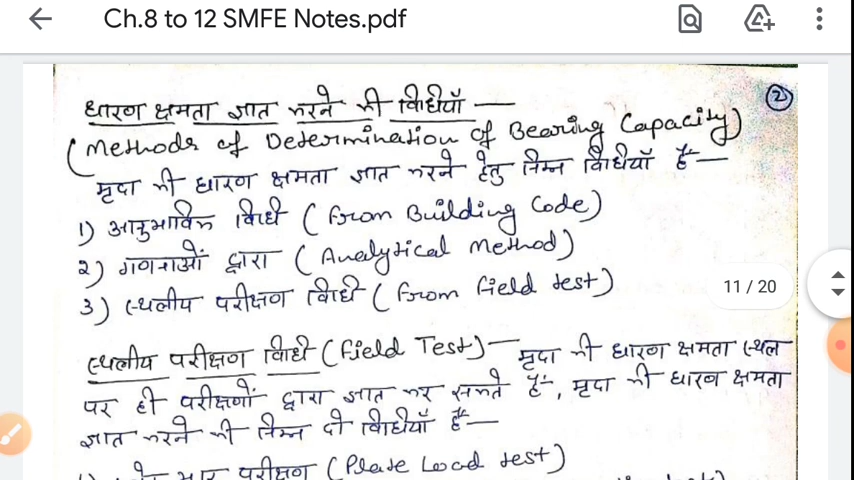 Ch.8 to 12 SMFE Notes.pdf
2
धारण क्षमता ज्ञात करने की विधियाँ —
(Methods of Determination of Bearing Capacity)
मृदा की धारण क्षमता ज्ञात करने हेतु निम्न विधियाँ हैं—
1) आनुभाविक विधि (From Building Code)
2) गणनाओं द्वारा (Analytical Method)
3) स्थलीय परीक्षण विधि (From field test)
11 / 20
स्थलीय परीक्षण विधि (Field Test)— मृदा की धारण क्षमता स्थल
पर ही परीक्षणों द्वारा ज्ञात कर सकते हैं, मृदा की धारण क्षमता
ज्ञात करने की निम्न दो विधियाँ हैं—
भार परीक्षण (Plate Load test)